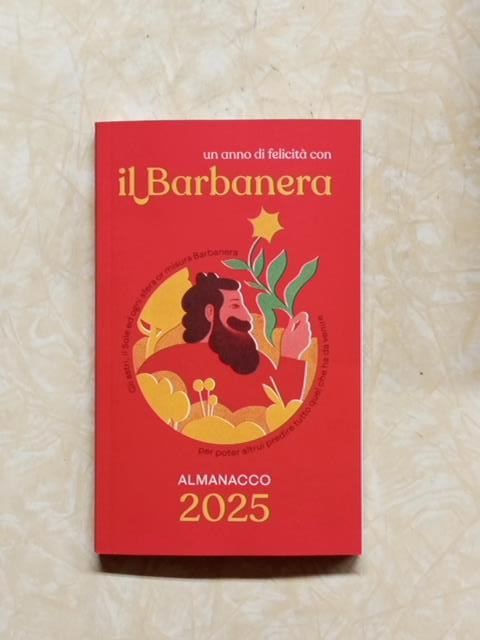 un anno di felicità con
il Barbanera
Gli astri, il Sole ed ogni sfera or misura Barbanera
per poter altrui predire tutto quel che ha da venire
ALMANACCO
2025